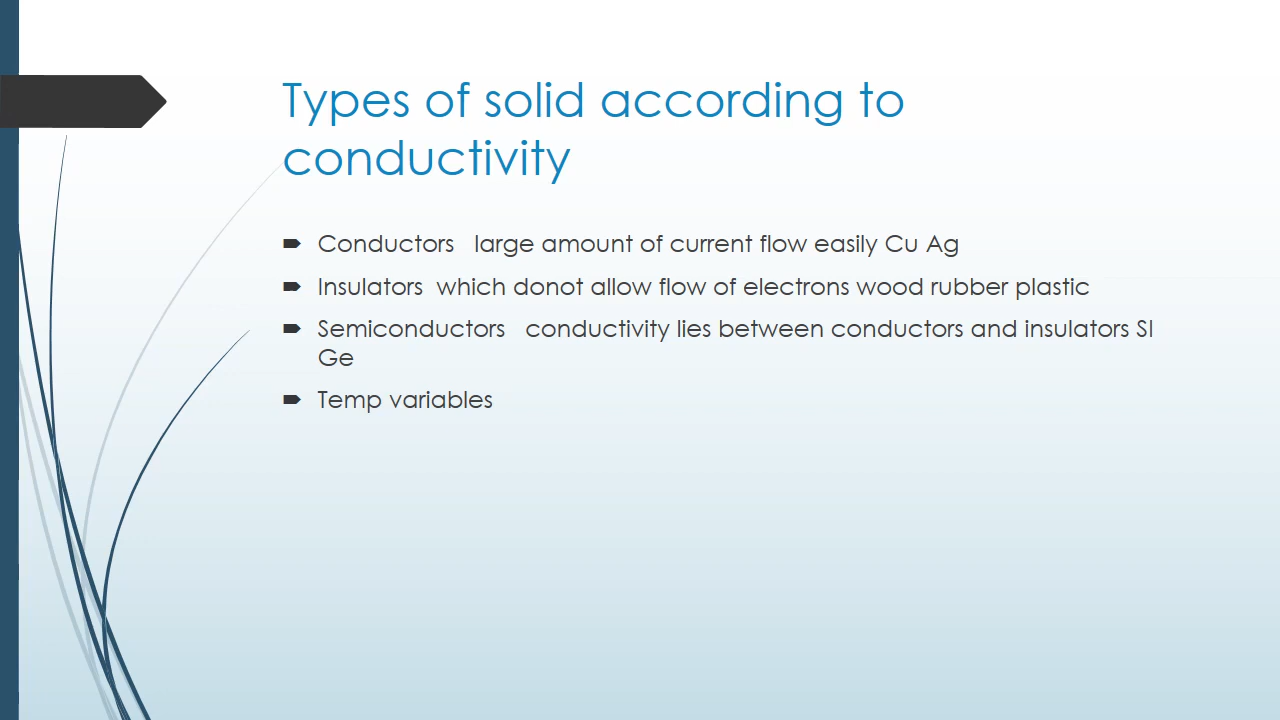 Types of solid according to
conductivity
Conductors large amount of current flow easily Cu Ag
Insulators which donot allow flow of electrons wood rubber plastic
Semiconductors conductivity lies between conductors and insulators SI
Ge
Temp variables